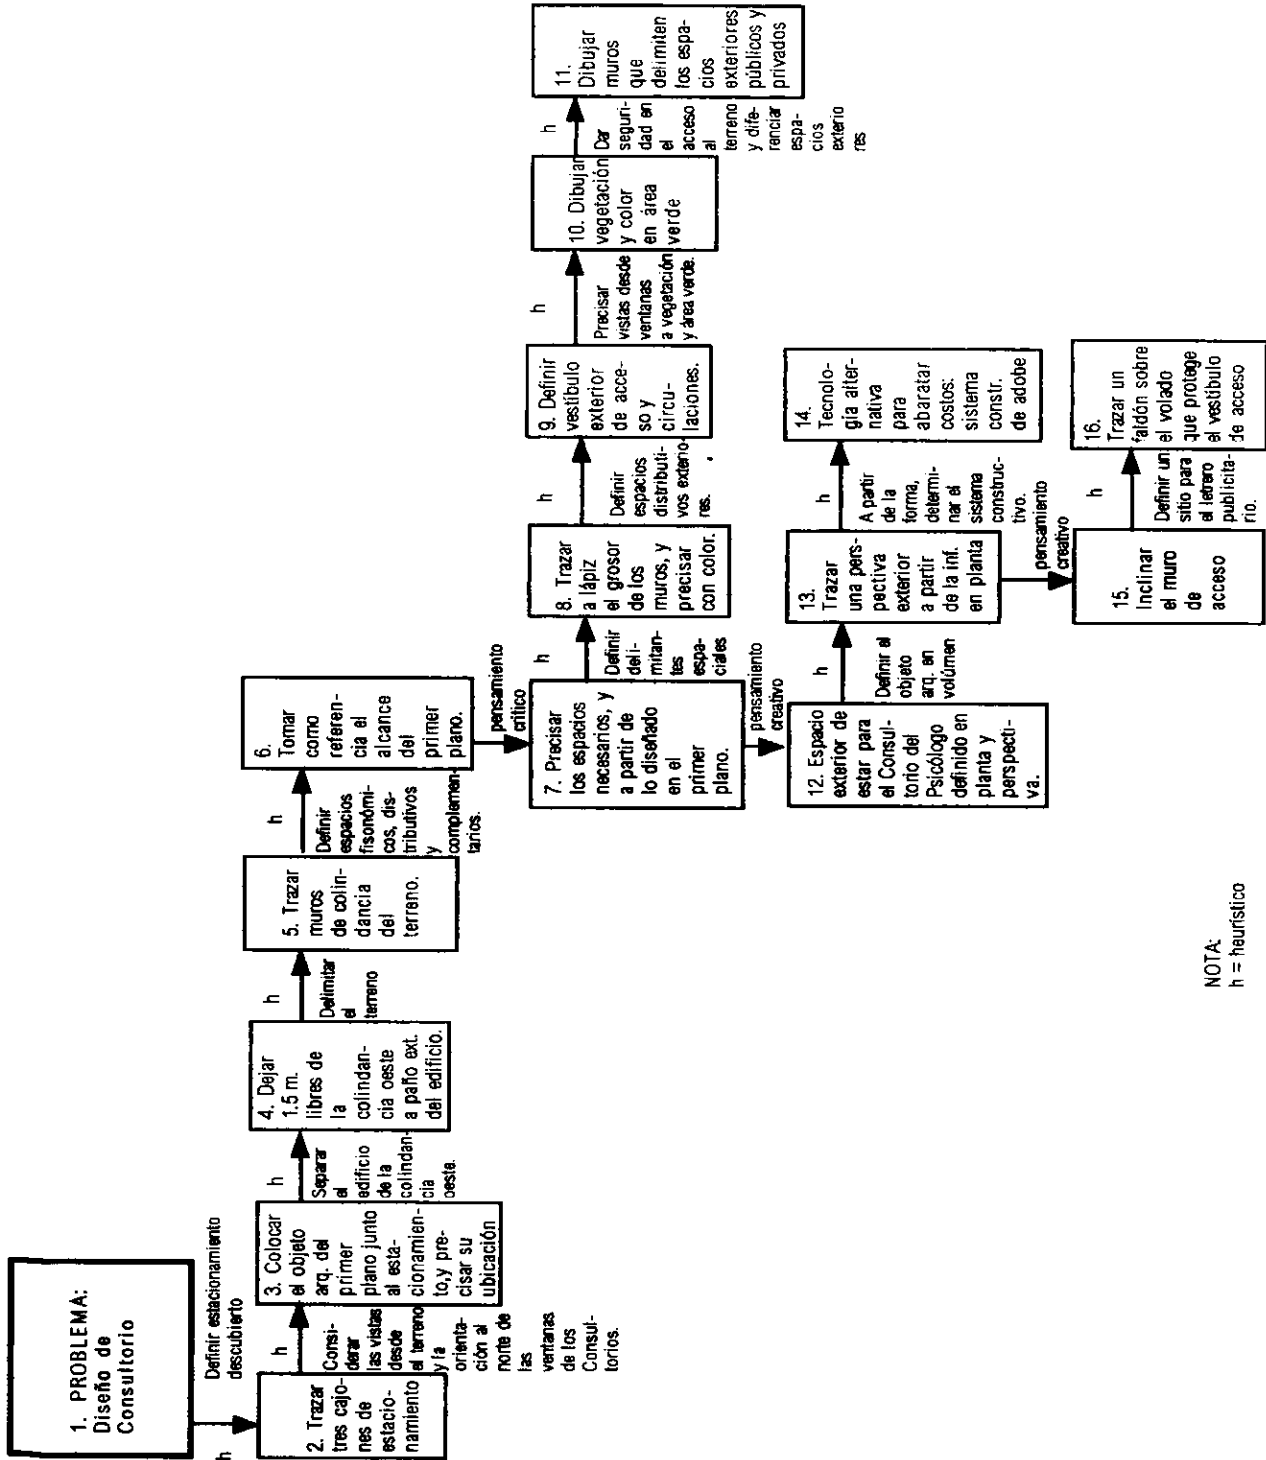 1. PROBLEMA:
Diseño de
Consultorio
h
Definir estacionamiento
descubierto
2. Trazar
tres cajo-
nes de
estacio-
namiento
h
Consi-
derar
las vistas
desde
el terreno
y la
orienta-
ción al
norte de
las
ventanas
de los
Consul-
torios.
3. Colocar
el objeto
arq. del
primer
plano junto
al esta-
cionamien-
to,y pre-
cisar su
ubicación
h
Separar
el
edificio
de la
colindan-
cia
oeste.
4. Dejar
1.5 m.
libres de
la
colindan-
cia oeste
a paño ext.
del edificio.
h
Delimitar
el
terreno
5. Trazar
muros
de colin-
dancia
del
terreno.
h
Definir
espacios
fisonómi-
cos, dis-
tributivos
y
complemen-
tarios.
6.
Tomar
como
referen-
cia el
alcance
del
primer
plano.
pensamiento
crítico
7. Precisar
los espacios
necesarios, y
a partir de
lo diseñado
en el
primer
plano.
h
Definir
deli-
mitan-
tes
espa-
ciales
8. Trazar
a lápiz
el grosor
de los
muros, y
precisar
con color.
h
Definir
espacios
distributi-
vos exterio-
res.
9. Definir
vestíbulo
exterior
de acce-
so y
circu-
laciones.
h
Precisar
vistas desde
ventanas
a vegetación
y área verde.
10. Dibujar
vegetación
y color
en área
verde
h
Dar
seguri-
dad en
el
acceso
al
terreno
y dife-
renciar
espa-
cios
exterio
res
11.
Dibujar
muros
que
delimiten
los espa-
cios
exteriores
públicos y
privados
pensamiento
creativo
12. Espacio
exterior de
estar para
el Consul-
torio del
Psicólogo
definido en
planta y
perspecti-
va.
h
Definir el
objeto
arq. en
volúmen
13.
Trazar
una pers-
pectiva
exterior
a partir
de la inf.
en planta
h
A partir
de la
forma,
determi-
nar el
sistema
construc-
tivo.
14.
Tecnolo-
gía alter-
nativa
para
abaratar
costos:
sistema
constr.
de adobe
pensamiento
creativo
15.
Inclinar
el muro
de
acceso
h
Definir un
sitio para
el letrero
publicita-
rio.
16.
Trazar un
faldón sobre
el volado
que protege
el vestíbulo
de acceso
NOTA:
h = heurístico